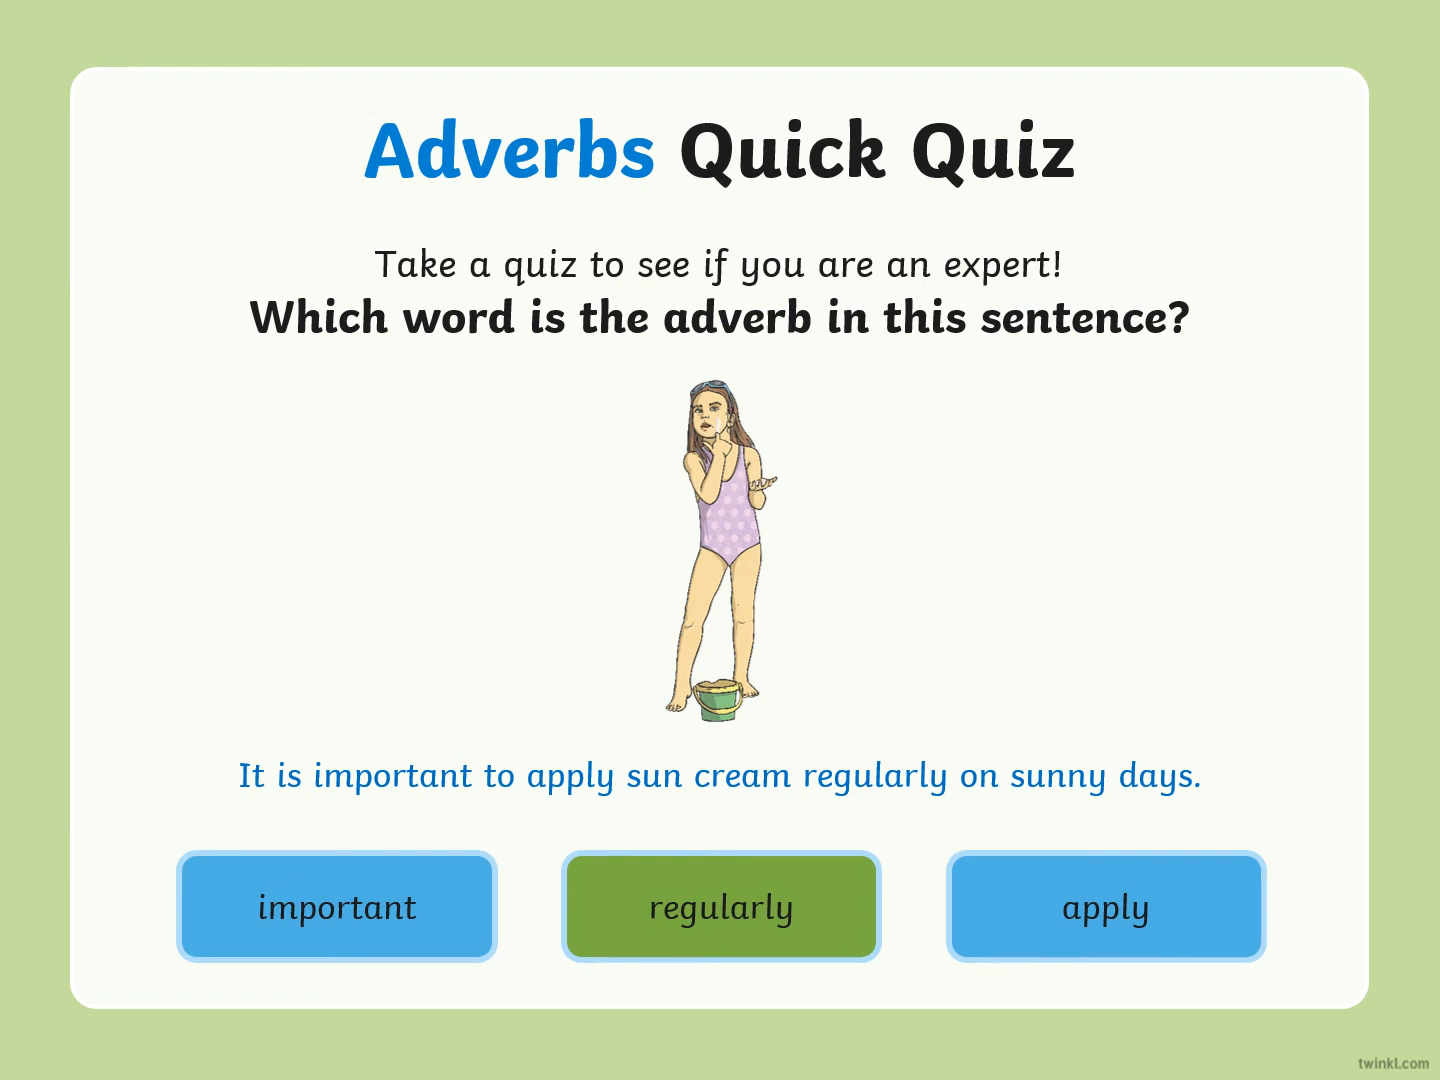 Adverbs Quick Quiz
Take a quiz to see if you are an expert!
Which word is the adverb in this sentence?
It is important to apply sun cream regularly on sunny days.
important
regularly
apply
twinkl.com